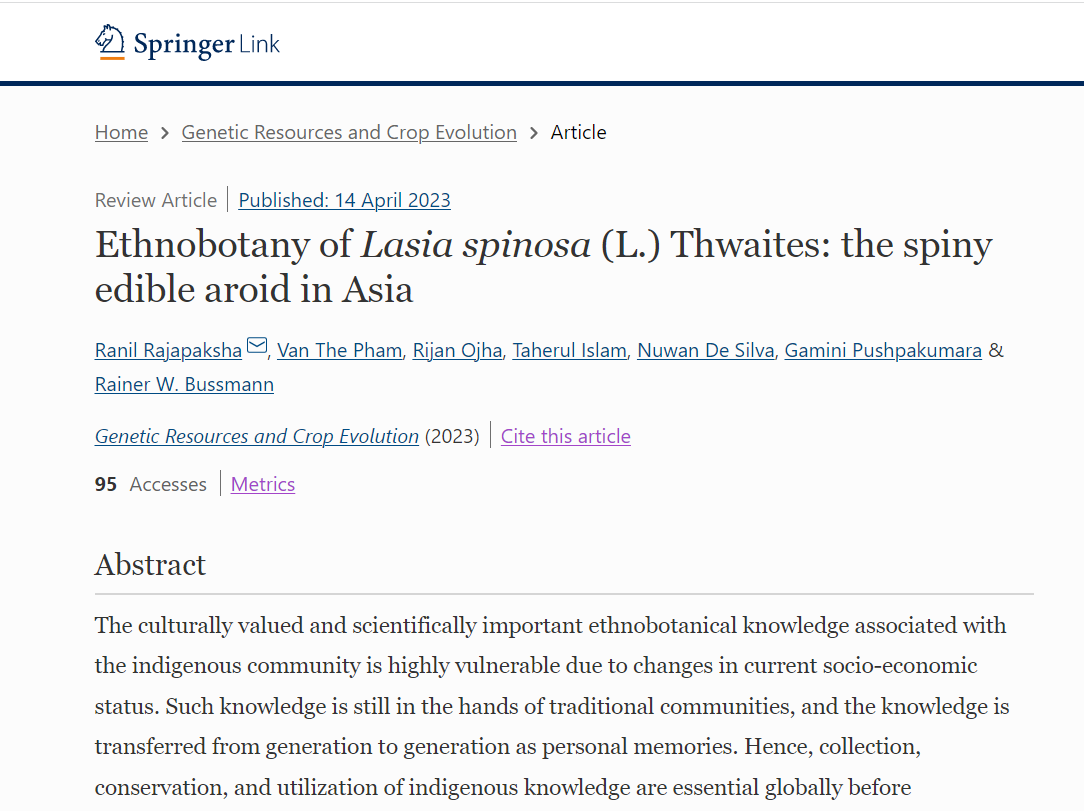 Springer Link
Home > Genetic Resources and Crop Evolution > Article
Review Article | Published: 14 April 2023
Ethnobotany of Lasia spinosa (L.) Thwaites: the spiny
edible aroid in Asia
Ranil Rajapaksha, Van The Pham, Rijan Ojha, Taherul Islam, Nuwan De Silva, Gamini Pushpakumara &
Rainer W. Bussmann
Genetic Resources and Crop Evolution (2023) | Cite this article
95 Accesses | Metrics
Abstract
The culturally valued and scientifically important ethnobotanical knowledge associated with
the indigenous community is highly vulnerable due to changes in current socio-economic
status. Such knowledge is still in the hands of traditional communities, and the knowledge is
transferred from generation to generation as personal memories. Hence, collection,
conservation, and utilization of indigenous knowledge are essential globally before